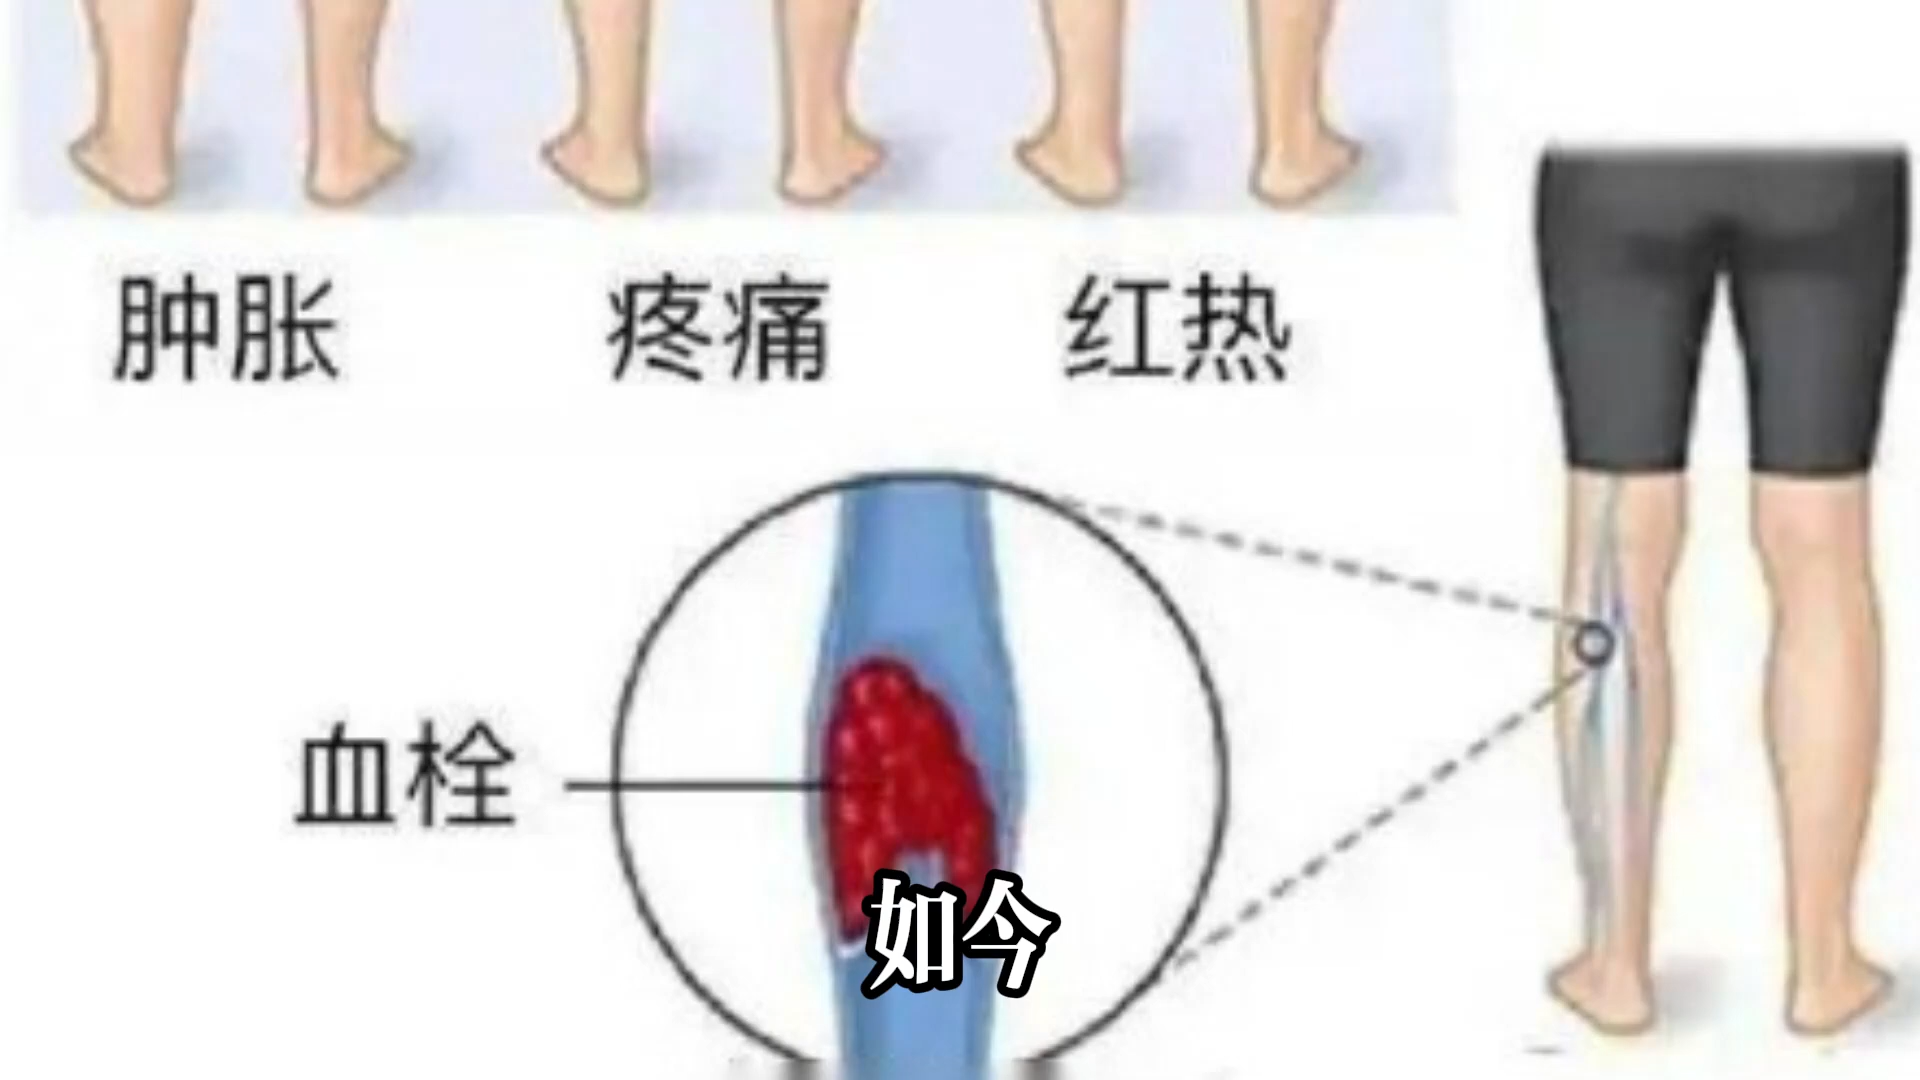 肿胀 疼痛 红热
血栓
如今